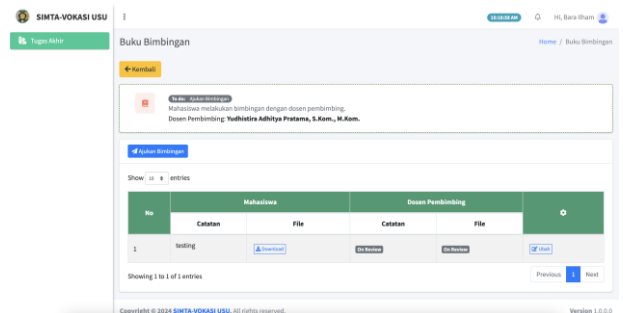 SIMTA-VOKASI USU
Hi, Bara Ilham
Tugas Akhir
Buku Bimbingan
Home / Buku Bimbingan
Kembali
To do: Ajukan Bimbingan
Mahasiswa melakukan bimbingan dengan dosen pembimbing.
Dosen Pembimbing: Yudhistira Adhitya Pratama, S.Kom., M.Kom.
Ajukan Bimbingan
Show 10 entries
No Mahasiswa Dosen Pembimbing
Catatan File Catatan File
1 testing Download On Review On Review Ubah
Showing 1 to 1 of 1 entries
Previous 1 Next
Copyright © 2024 SIMTA-VOKASI USU. All rights reserved.
Version 1.0.0.0